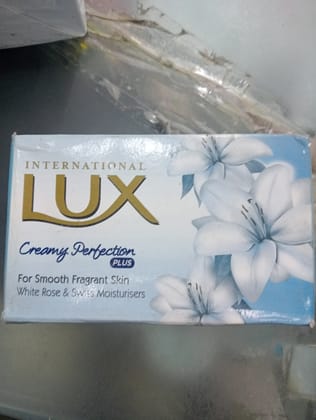 INTERNATIONAL
LUX
Creamy Perfection
PLUS
For Smooth Fragrant Skin
White Rose & Swiss Moisturisers